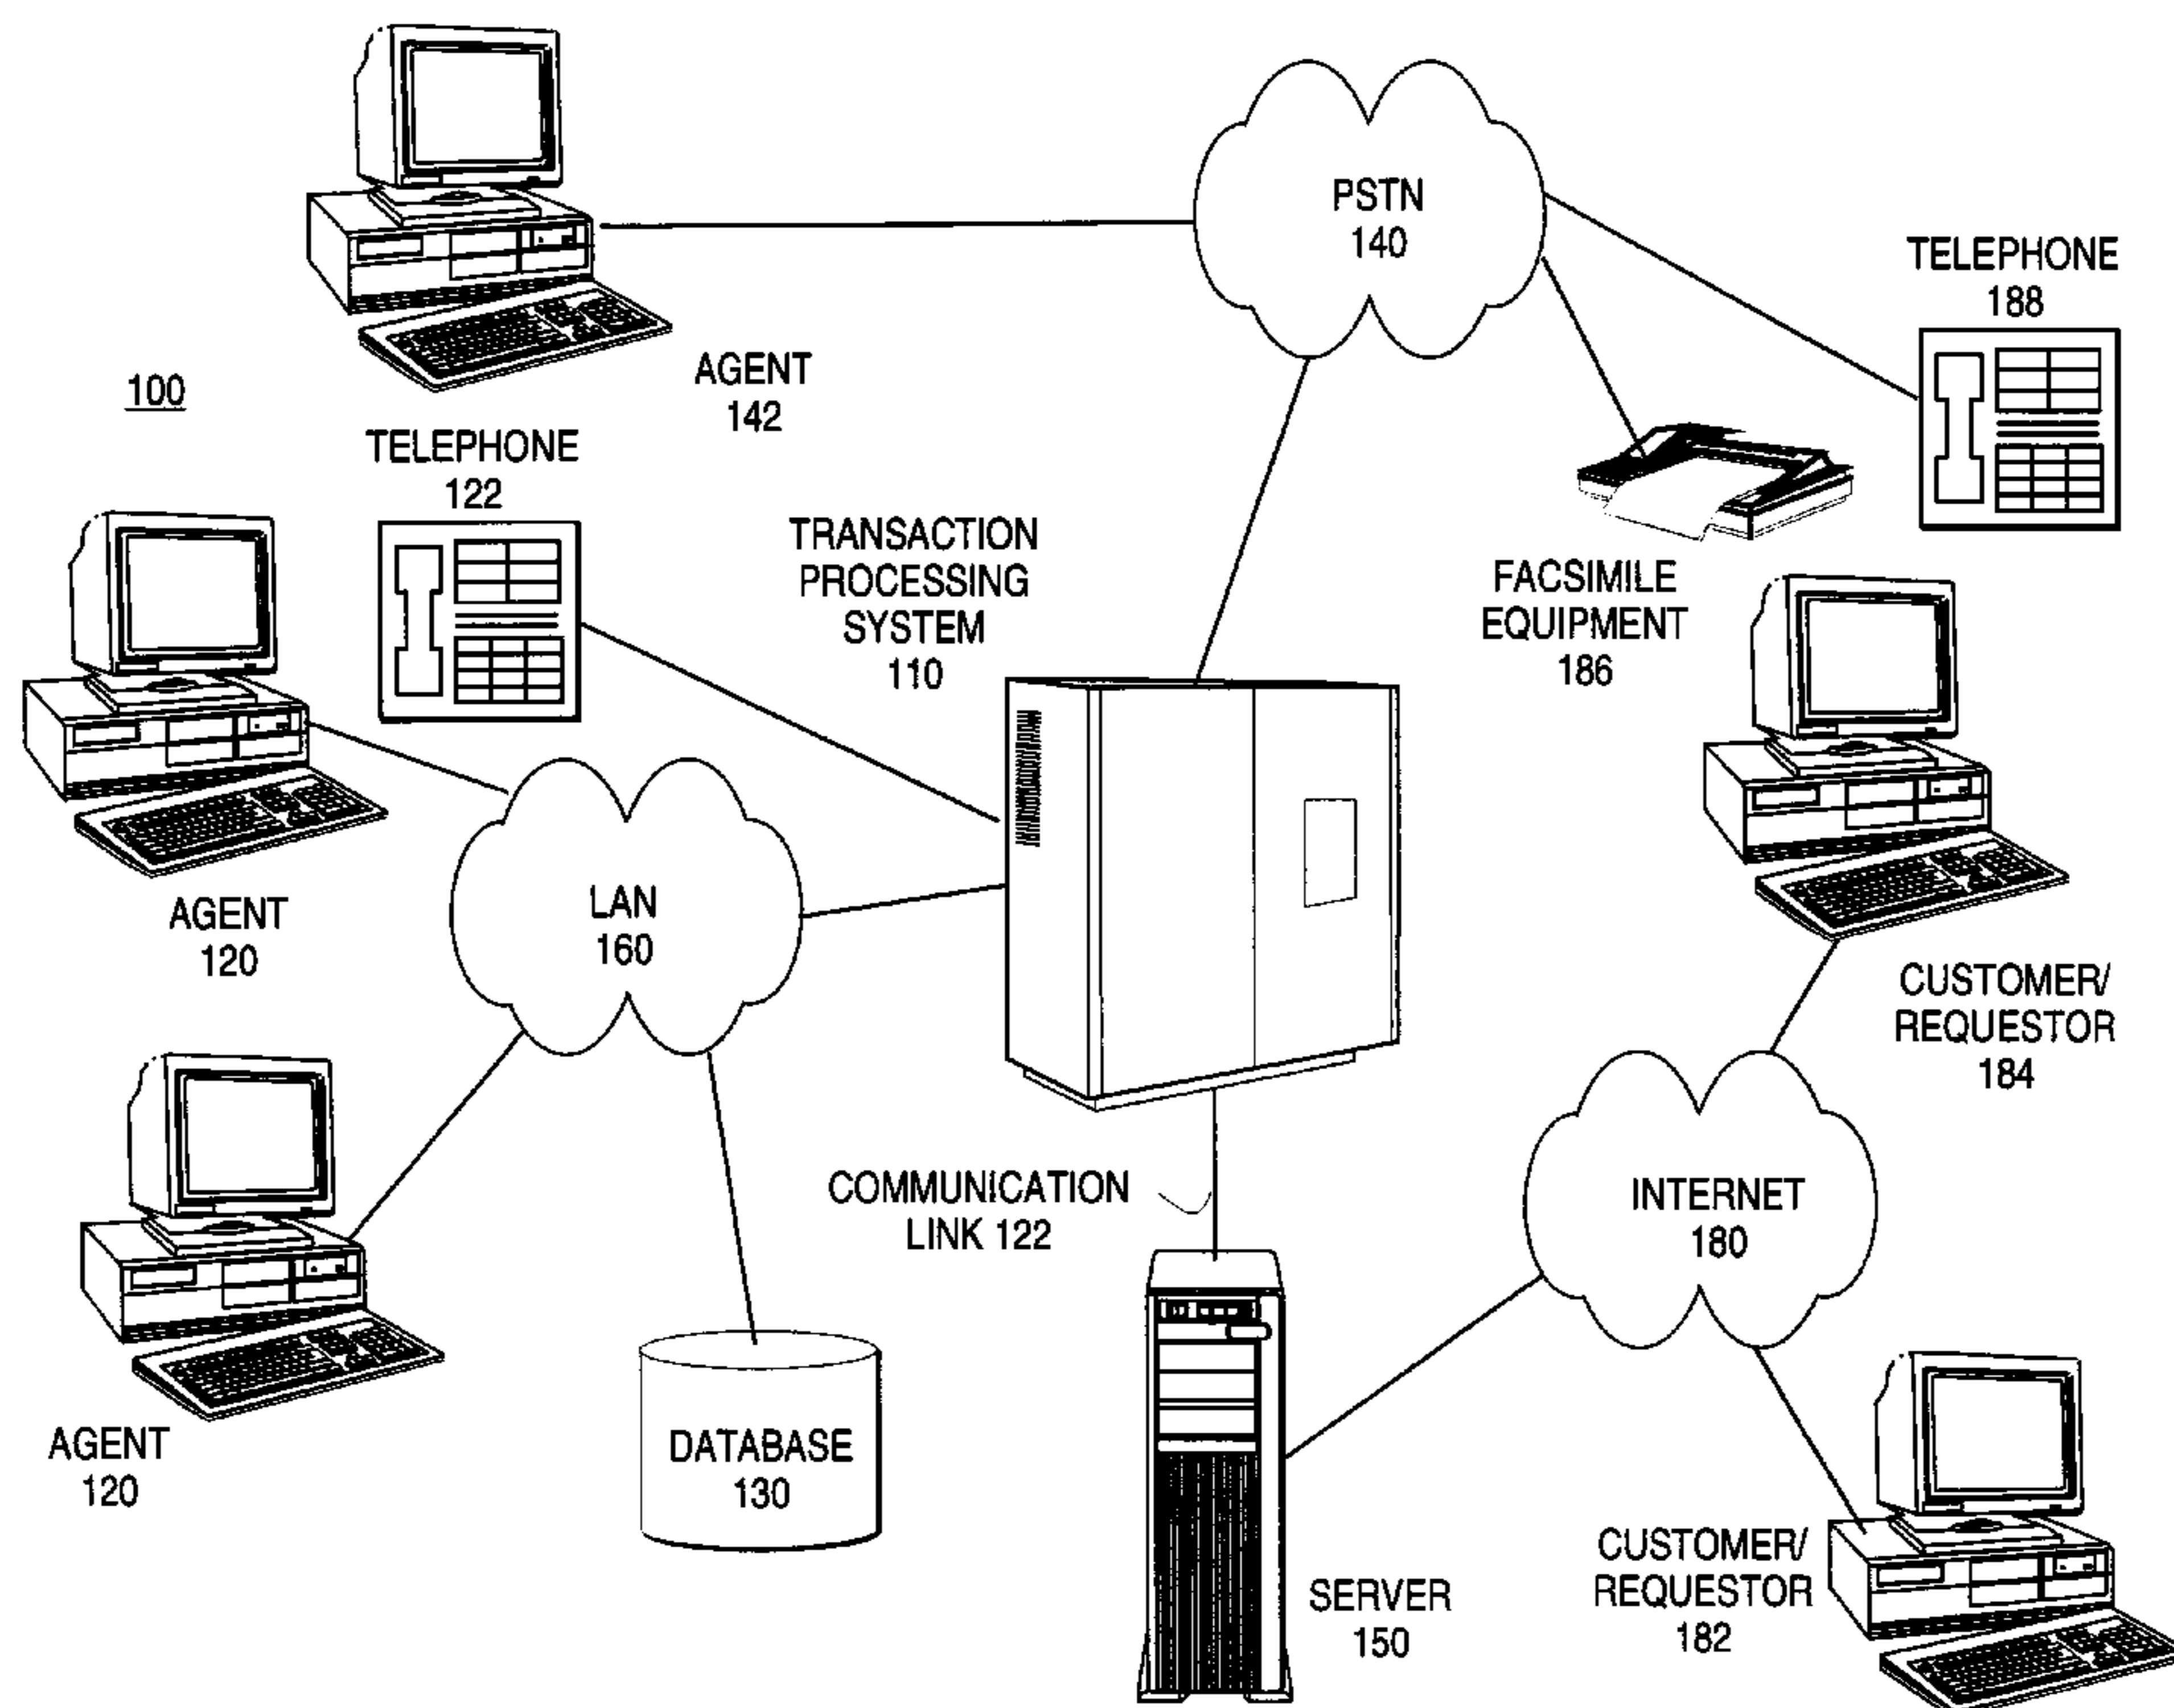 PSTN
140
TELEPHONE
188
AGENT
142
100
TELEPHONE
122
TRANSACTION
PROCESSING
SYSTEM
110
FACSIMILE
EQUIPMENT
186
AGENT
120
LAN
160
CUSTOMER/
REQUESTOR
184
COMMUNICATION
LINK 122
INTERNET
180
AGENT
120
DATABASE
130
SERVER
150
CUSTOMER/
REQUESTOR
182